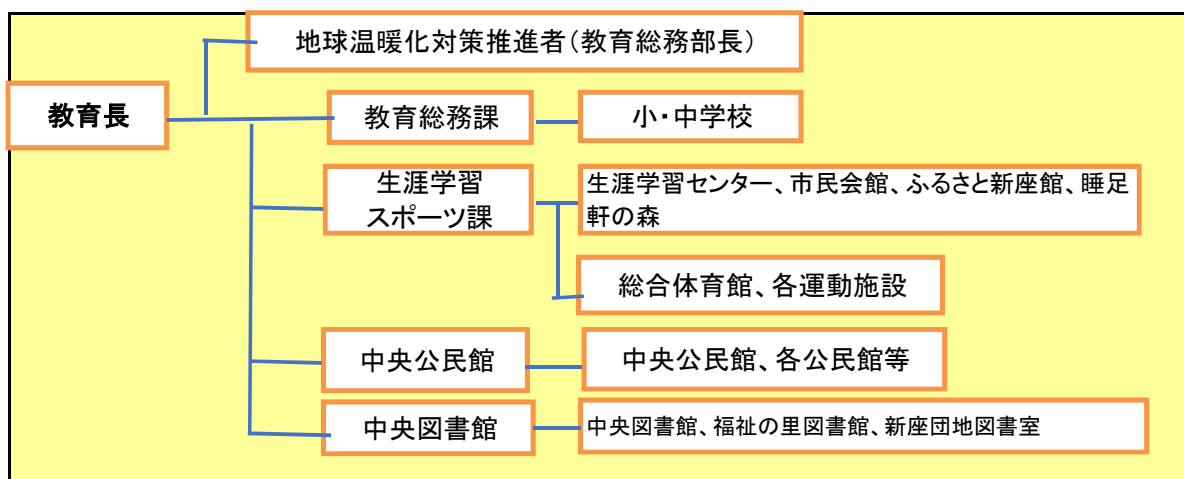 地球温暖化対策推進者（教育総務部長）
教育長
教育総務課
小・中学校
生涯学習
スポーツ課
生涯学習センター、市民会館、ふるさと新座館、睡足
軒の森
総合体育館、各運動施設
中央公民館
中央公民館、各公民館等
中央図書館
中央図書館、福祉の里図書館、新座団地図書室